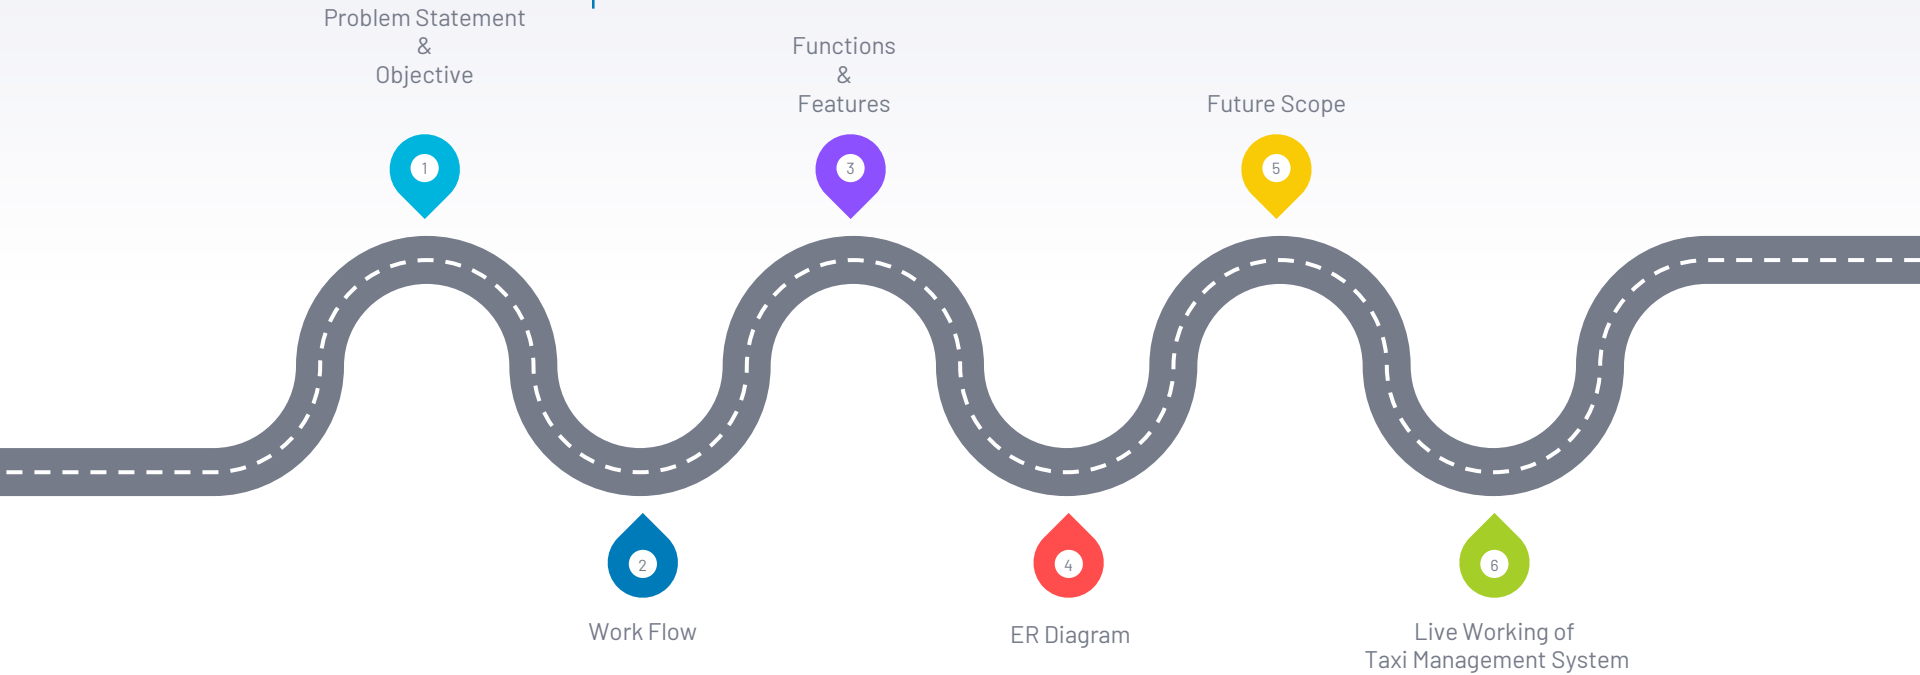 Problem Statement
&
Objective
1
Work Flow
2
Functions
&
Features
3
ER Diagram
4
Future Scope
5
Live Working of
Taxi Management System
6